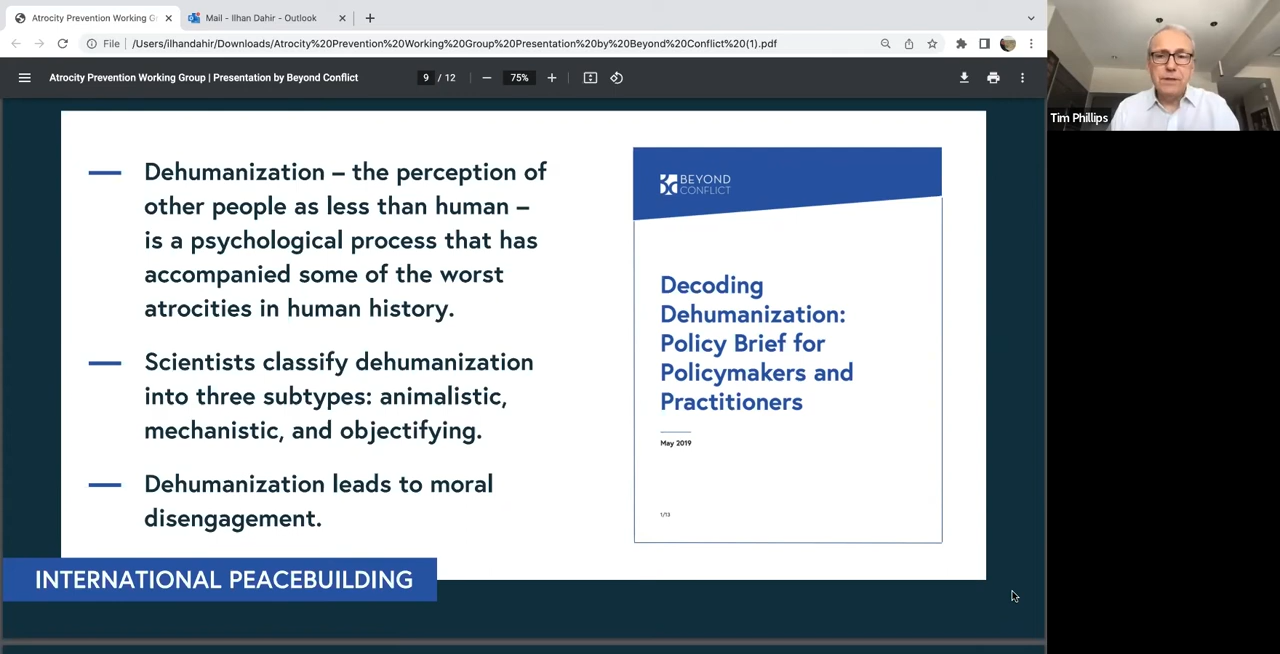 Atrocity Prevention Working G
Mail - Ilhan Dahir - Outlook
File
/Users/ilhandahir/Downloads/Atrocity%20Prevention%20Working%20Group%20Presentation%20by%20Beyond%20Conflict%20(1).pdf
Atrocity Prevention Working Group | Presentation by Beyond Conflict
9 / 12
75%
Tim Phillips
— Dehumanization – the perception of
other people as less than human –
is a psychological process that has
accompanied some of the worst
atrocities in human history.
— Scientists classify dehumanization
into three subtypes: animalistic,
mechanistic, and objectifying.
— Dehumanization leads to moral
disengagement.
BEYOND
CONFLICT
Decoding
Dehumanization:
Policy Brief for
Policymakers and
Practitioners
May 2019
1/13
INTERNATIONAL PEACEBUILDING